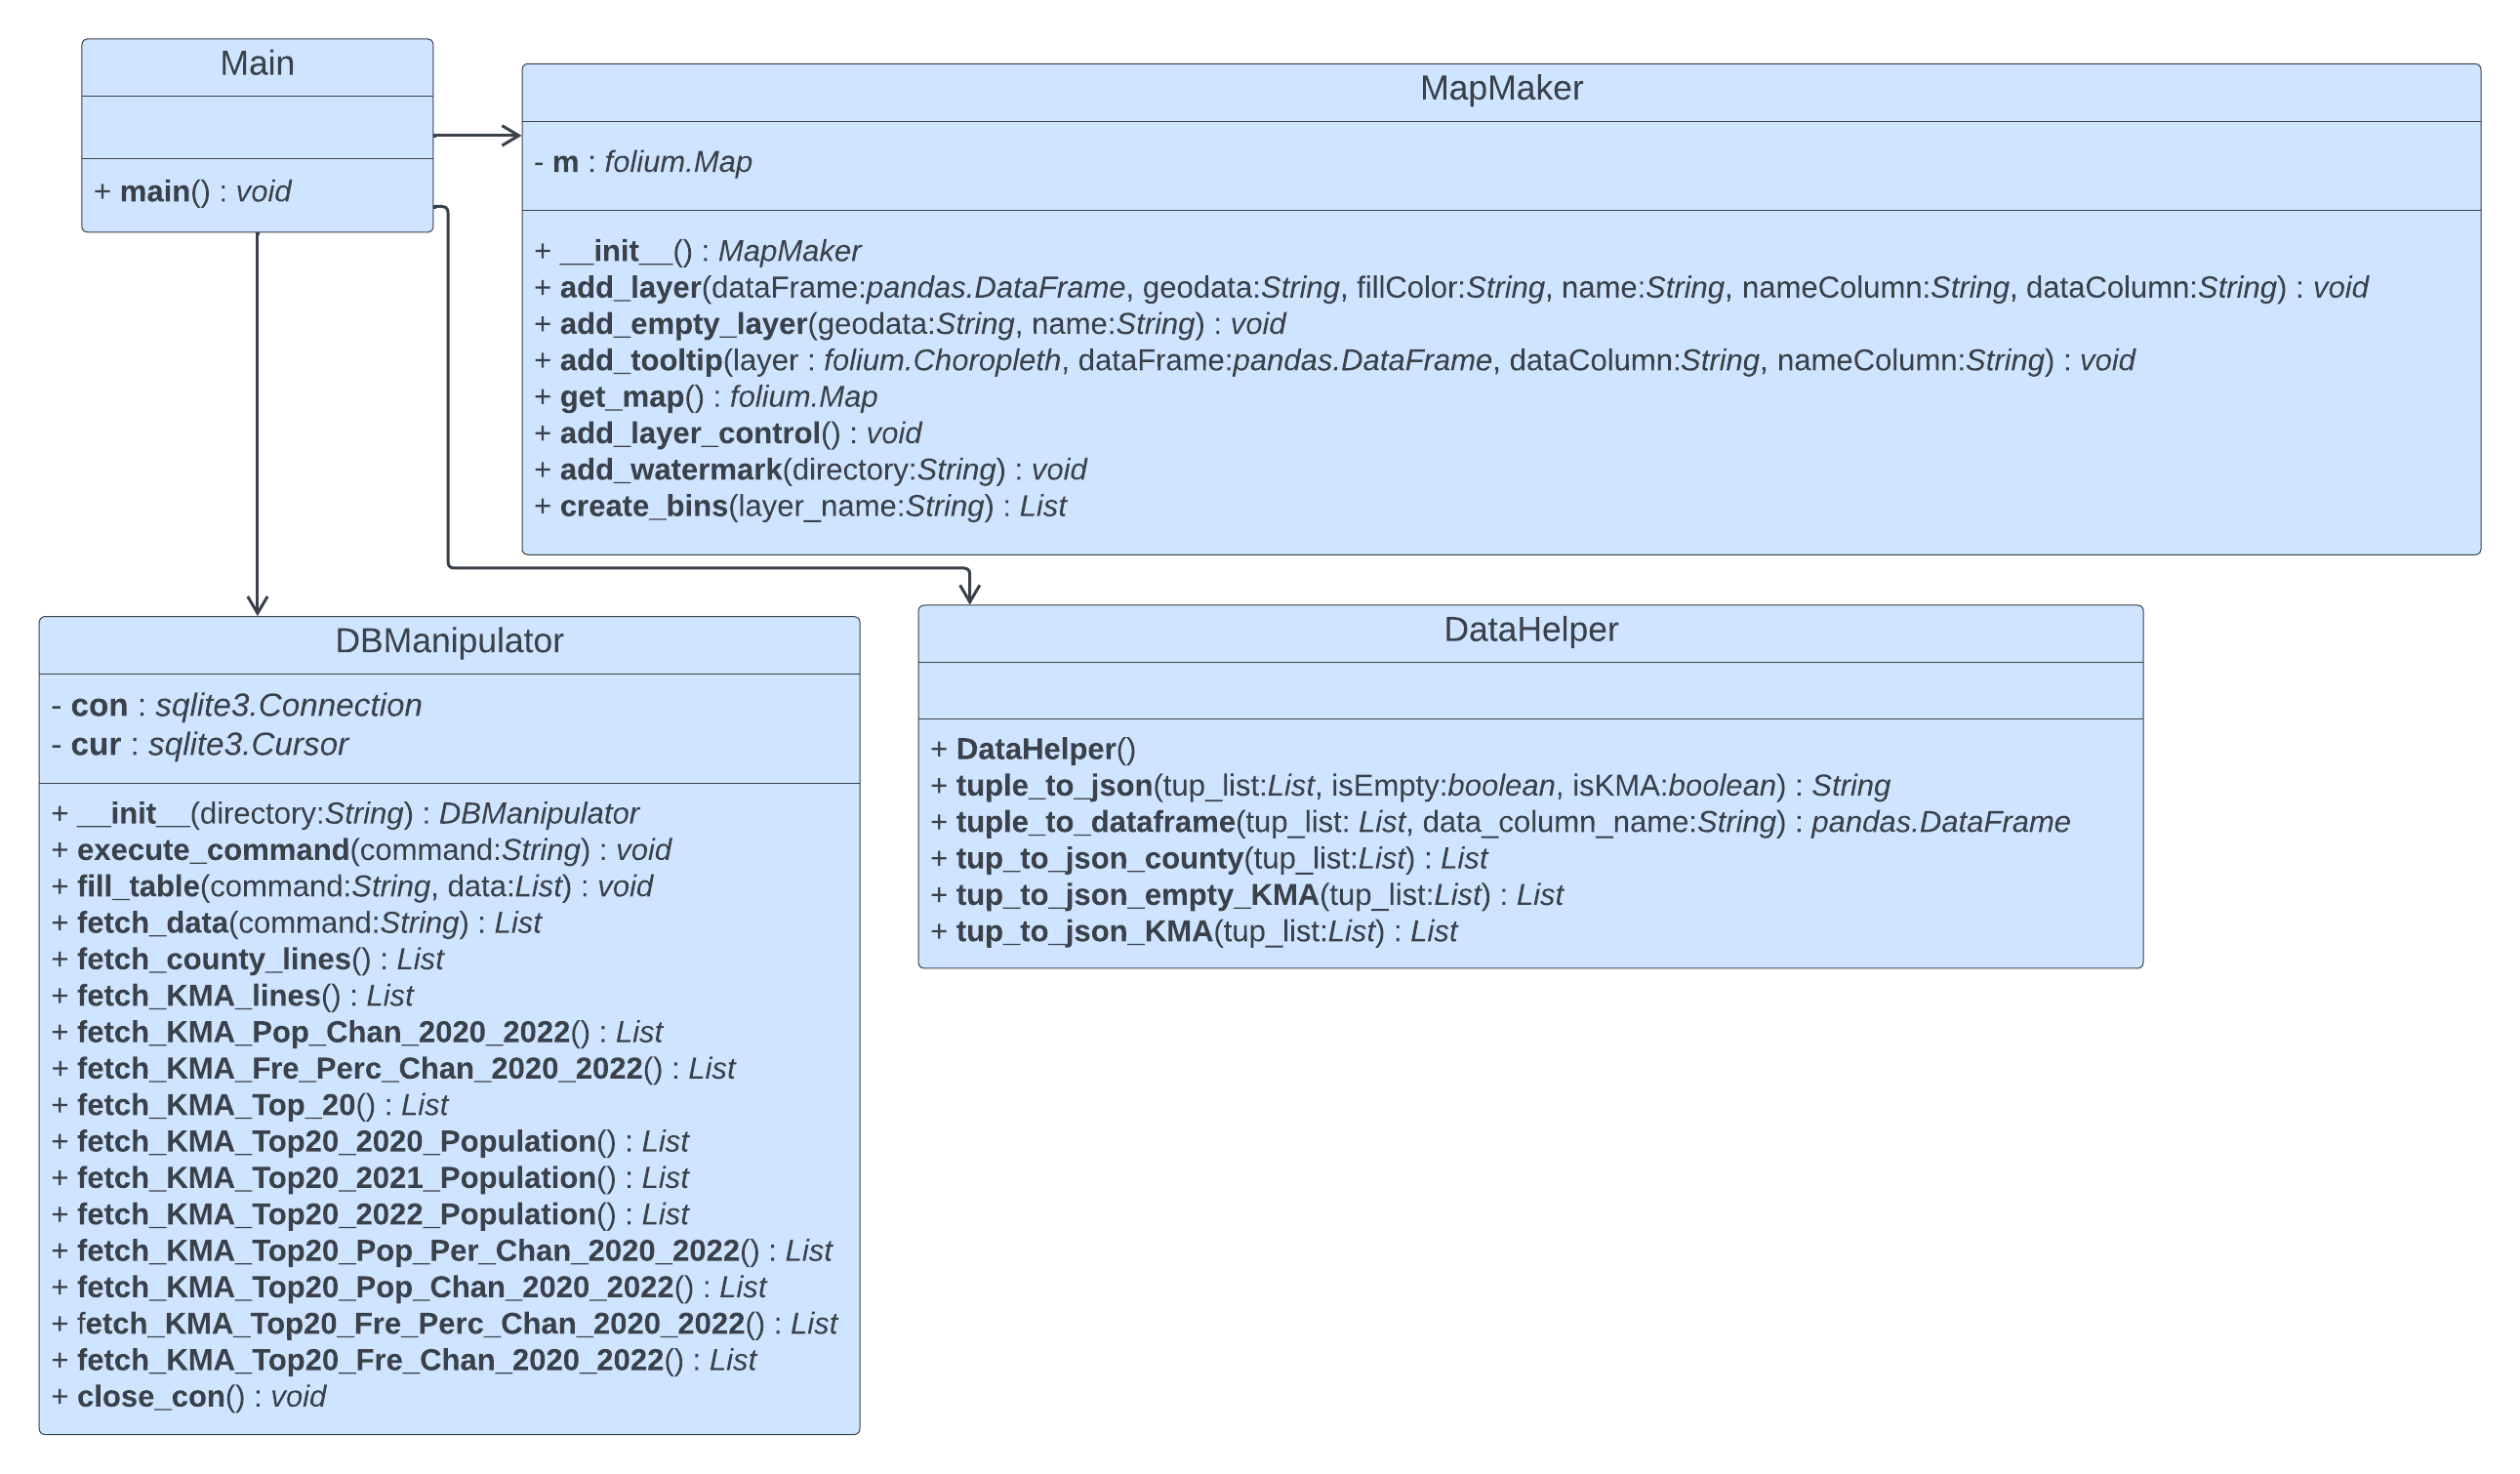 Main
+ main() : void
MapMaker
- m : folium.Map
+ __init__() : MapMaker
+ add_layer(dataFrame:pandas.DataFrame, geodata:String, fillColor:String, name:String, nameColumn:String, dataColumn:String) : void
+ add_empty_layer(geodata:String, name:String) : void
+ add_tooltip(layer : folium.Choropleth, dataFrame:pandas.DataFrame, dataColumn:String, nameColumn:String) : void
+ get_map() : folium.Map
+ add_layer_control() : void
+ add_watermark(directory:String) : void
+ create_bins(layer_name:String) : List
DBManipulator
- con : sqlite3.Connection
- cur : sqlite3.Cursor
+ __init__(directory:String) : DBManipulator
+ execute_command(command:String) : void
+ fill_table(command:String, data:List) : void
+ fetch_data(command:String) : List
+ fetch_county_lines() : List
+ fetch_KMA_lines() : List
+ fetch_KMA_Pop_Chan_2020_2022() : List
+ fetch_KMA_Fre_Perc_Chan_2020_2022() : List
+ fetch_KMA_Top_20() : List
+ fetch_KMA_Top20_2020_Population() : List
+ fetch_KMA_Top20_2021_Population() : List
+ fetch_KMA_Top20_2022_Population() : List
+ fetch_KMA_Top20_Pop_Per_Chan_2020_2022() : List
+ fetch_KMA_Top20_Pop_Chan_2020_2022() : List
+ fetch_KMA_Top20_Fre_Perc_Chan_2020_2022() : List
+ fetch_KMA_Top20_Fre_Chan_2020_2022() : List
+ close_con() : void
DataHelper
+ DataHelper()
+ tuple_to_json(tup_list:List, isEmpty:boolean, isKMA:boolean) : String
+ tuple_to_dataframe(tup_list: List, data_column_name:String) : pandas.DataFrame
+ tup_to_json_county(tup_list:List) : List
+ tup_to_json_empty_KMA(tup_list:List) : List
+ tup_to_json_KMA(tup_list:List) : List